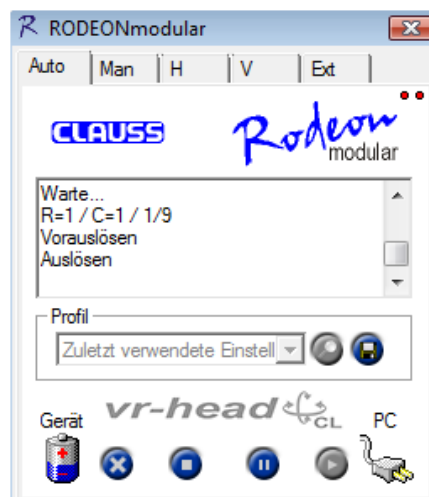 RODEONmodular
Auto Man H V Ext
CLAUSS Rodeon
modular
Warte...
R=1 / C=1 / 1/9
Vorauslösen
Auslösen
Profil
Zuletzt verwendete Einstell
vr-head CL
Gerät PC